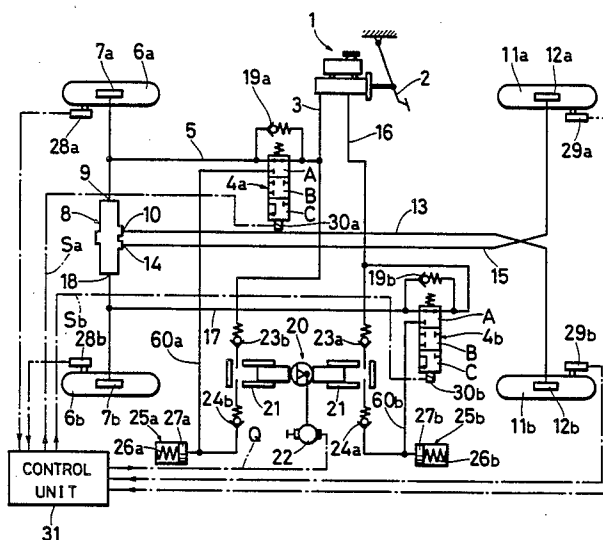 1
7a 6a
2
11a 12a
19a
3
16
28a
5
29a
A
4a
B
C
9
8
10
30a
13
14
15
Sa
19b
18
A
17
4b
Sb
60a
23b 20 23a
B
28b
C
29b
21 21
30b
24b
60b
6b 7b
25a 27a
24a
27b 25b
11b 12b
26a
Q
22
26b
CONTROL
UNIT
31